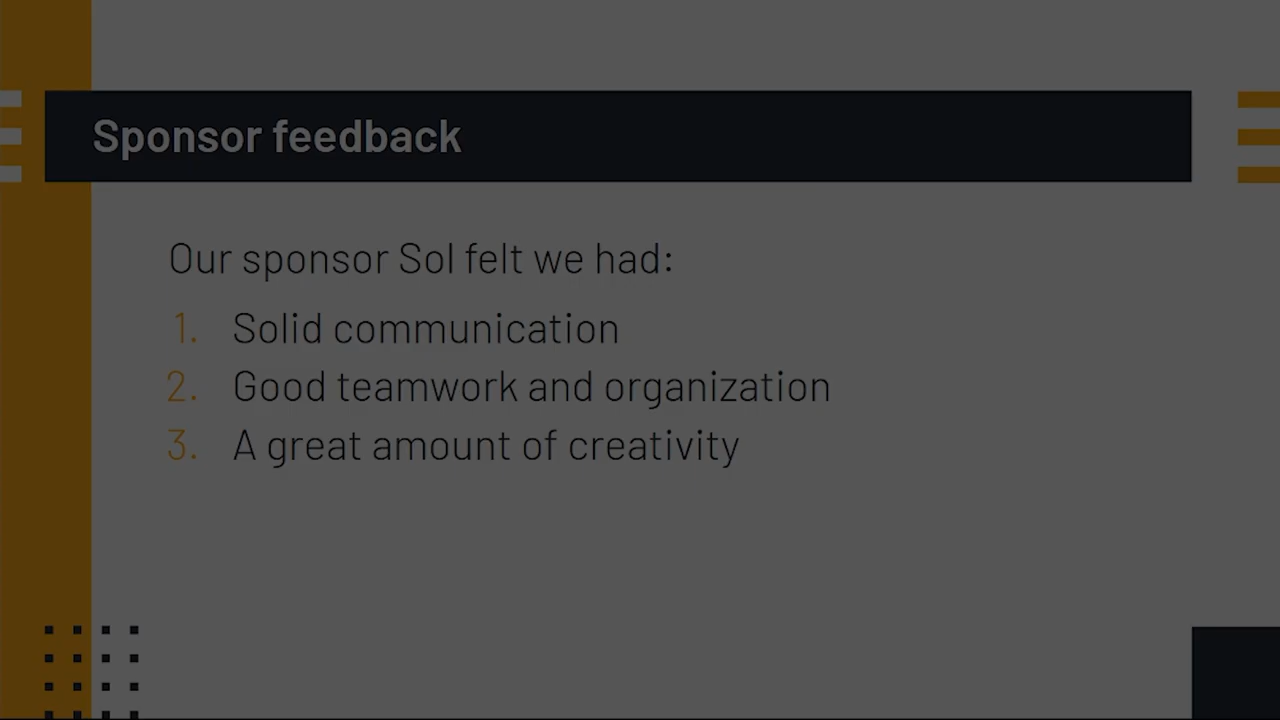 Sponsor feedback
Our sponsor Sol felt we had:
1. Solid communication
2. Good teamwork and organization
3. A great amount of creativity